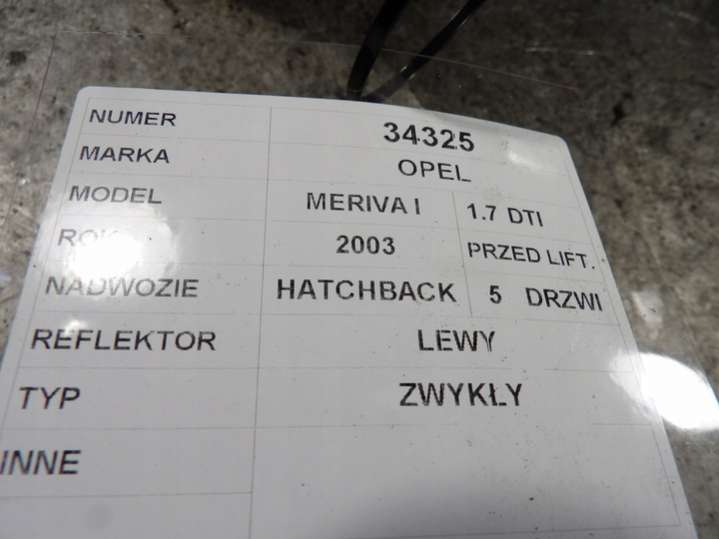 NUMER 34325
MARKA OPEL
MODEL MERIVA I 1.7 DTI
ROK 2003 PRZED LIFT.
NADWOZIE HATCHBACK 5 DRZWI
REFLEKTOR LEWY
TYP ZWYKŁY
INNE